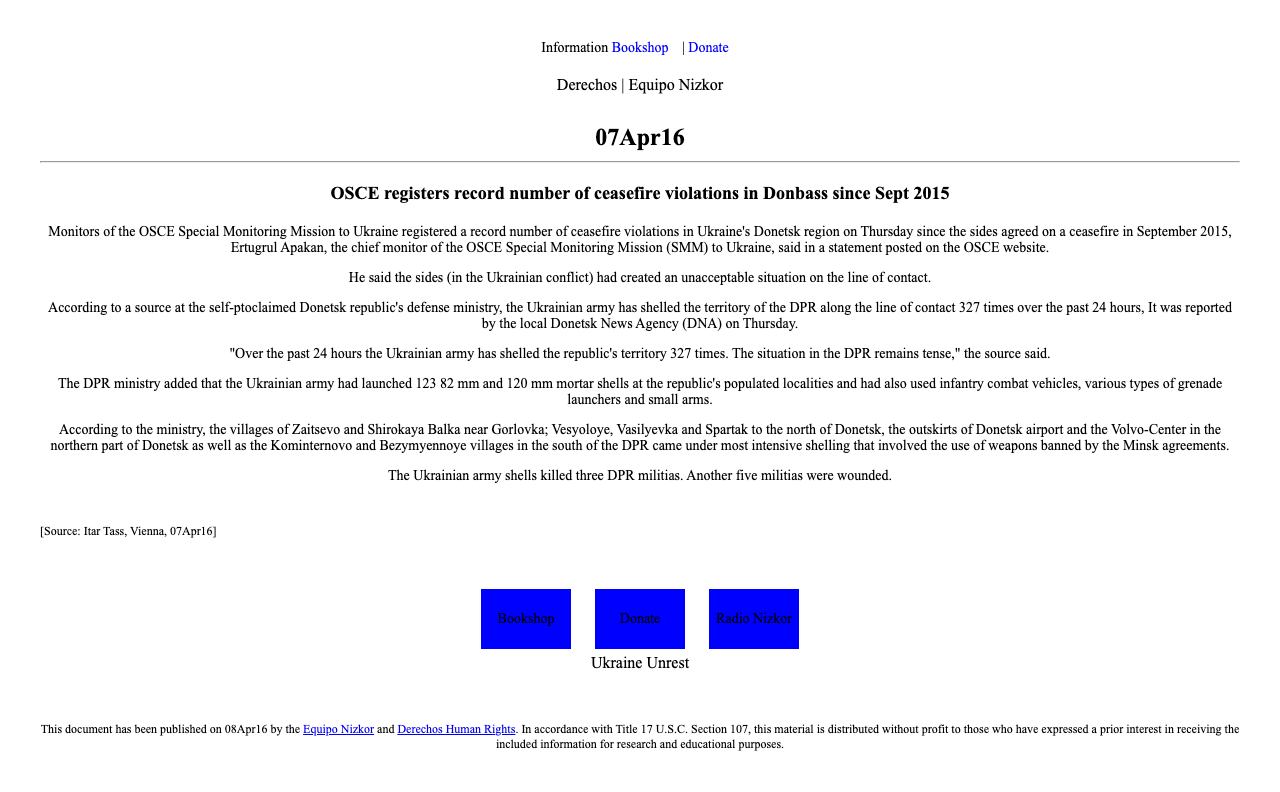 Information Bookshop | Donate
Derechos | Equipo Nizkor
07Apr16
OSCE registers record number of ceasefire violations in Donbass since Sept 2015
Monitors of the OSCE Special Monitoring Mission to Ukraine registered a record number of ceasefire violations in Ukraine's Donetsk region on Thursday since the sides agreed on a ceasefire in September 2015,
Ertugrul Apakan, the chief monitor of the OSCE Special Monitoring Mission (SMM) to Ukraine, said in a statement posted on the OSCE website.
He said the sides (in the Ukrainian conflict) had created an unacceptable situation on the line of contact.
According to a source at the self-ptoclaimed Donetsk republic's defense ministry, the Ukrainian army has shelled the territory of the DPR along the line of contact 327 times over the past 24 hours, It was reported
by the local Donetsk News Agency (DNA) on Thursday.
"Over the past 24 hours the Ukrainian army has shelled the republic's territory 327 times. The situation in the DPR remains tense," the source said.
The DPR ministry added that the Ukrainian army had launched 123 82 mm and 120 mm mortar shells at the republic's populated localities and had also used infantry combat vehicles, various types of grenade
launchers and small arms.
According to the ministry, the villages of Zaitsevo and Shirokaya Balka near Gorlovka; Vesyoloye, Vasilyevka and Spartak to the north of Donetsk, the outskirts of Donetsk airport and the Volvo-Center in the
northern part of Donetsk as well as the Kominternovo and Bezymyennoye villages in the south of the DPR came under most intensive shelling that involved the use of weapons banned by the Minsk agreements.
The Ukrainian army shells killed three DPR militias. Another five militias were wounded.
[Source: Itar Tass, Vienna, 07Apr16]
Bookshop Donate Radio Nizkor
Ukraine Unrest
This document has been published on 08Apr16 by the Equipo Nizkor and Derechos Human Rights. In accordance with Title 17 U.S.C. Section 107, this material is distributed without profit to those who have expressed a prior interest in receiving the
included information for research and educational purposes.